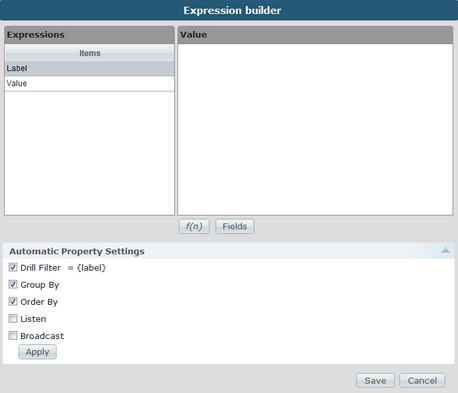 Expression builder
Expressions
Value
Items
Label
Value
f(n)
Fields
Automatic Property Settings
Drill Filter = {label}
Group By
Order By
Listen
Broadcast
Apply
Save
Cancel